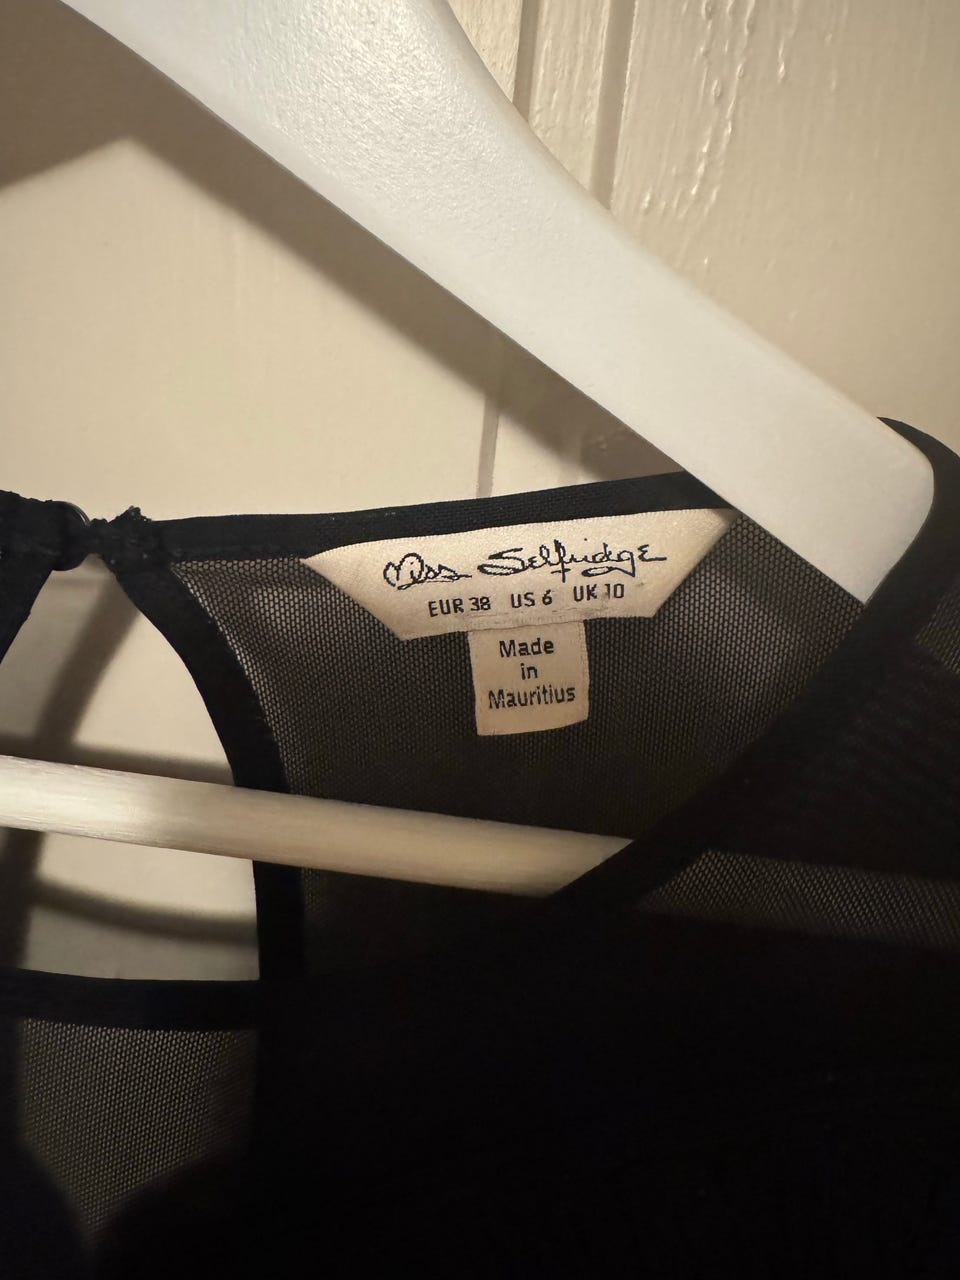 Miss Selfridge
EUR 38 US 6 UK 10
Made
in
Mauritius